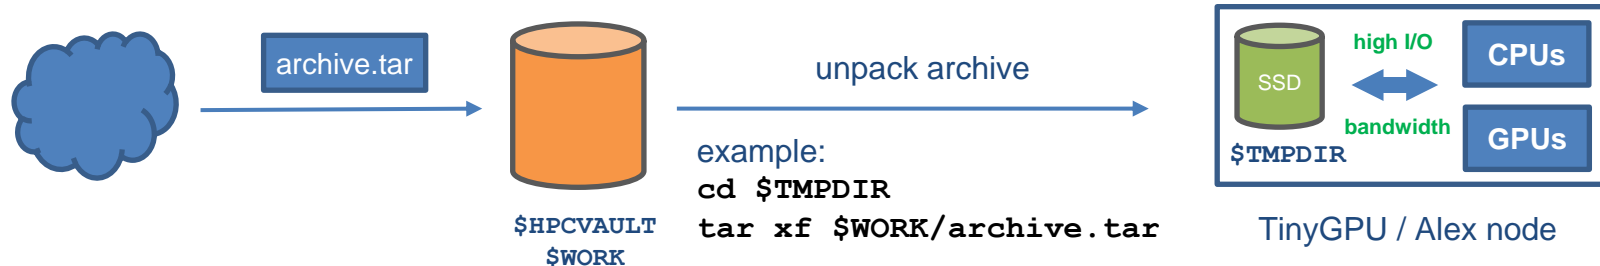 archive.tar
$HPCVAULT
$WORK
unpack archive
example:
cd $TMPDIR
tar xf $WORK/archive.tar
SSD
$TMPDIR
high I/O
bandwidth
CPUs
GPUs
TinyGPU / Alex node